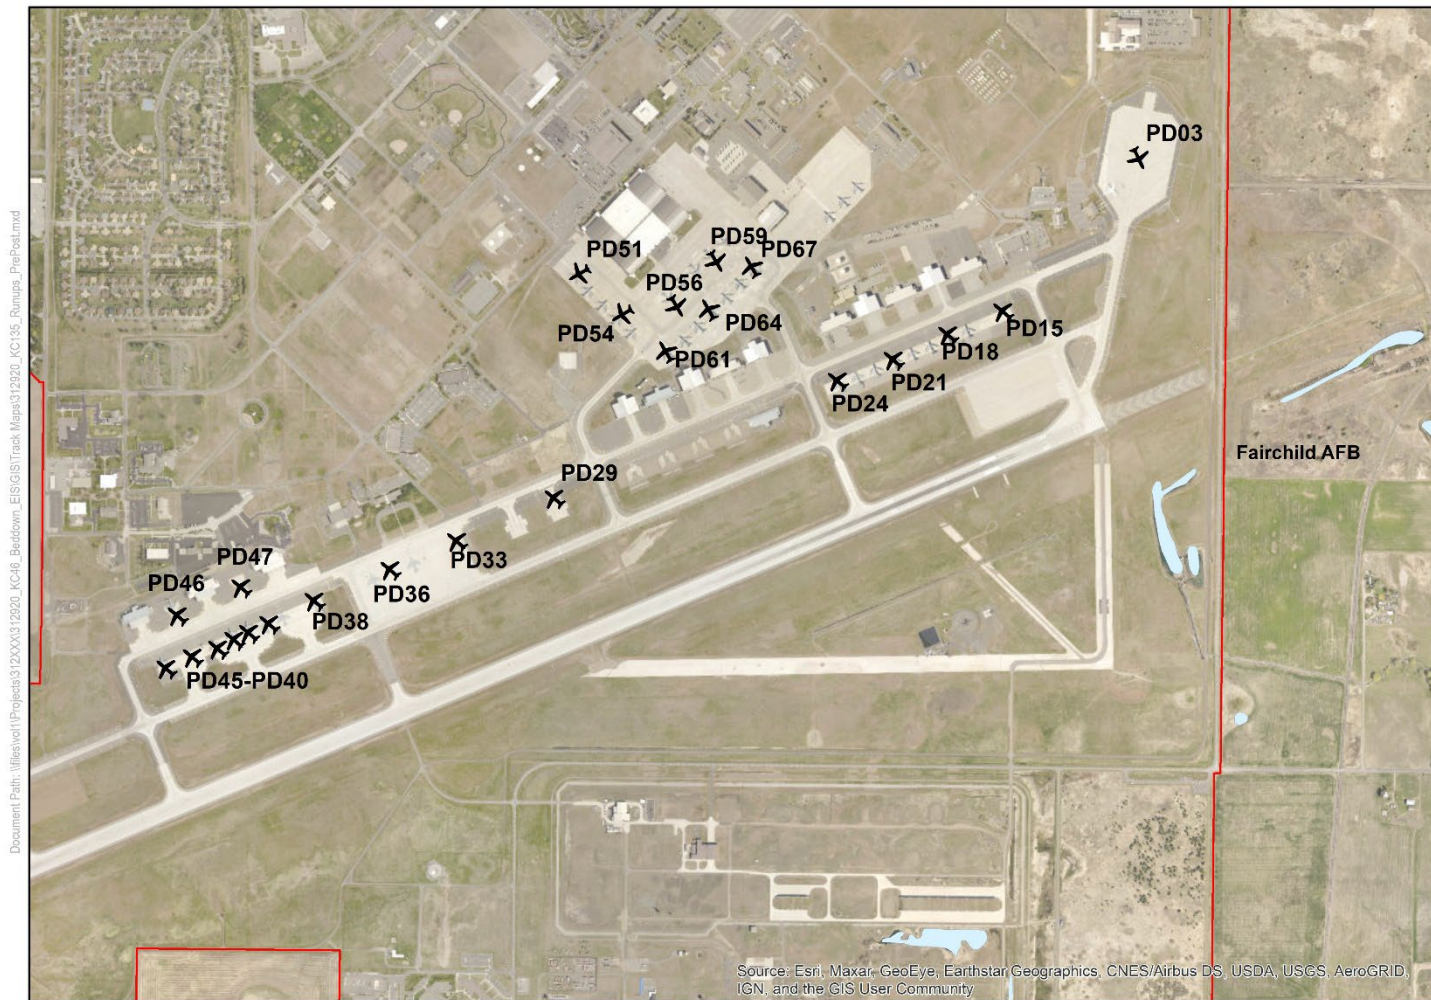 PD03
PD59
PD67
PD51
PD56
PD64
PD54
PD15
PD61
PD18
PD21
PD24
Fairchild AFB
PD29
PD33
PD47
PD46
PD36
PD38
PD45-PD40
Document Path: \\files\vol1\Projects\312XXX\312920_KC46_Beddown_EIS\GIS\Track Maps\312920_KC135_Runups_PrePost.mxd
Source: Esri, Maxar, GeoEye, Earthstar Geographics, CNES/Airbus DS, USDA, USGS, AeroGRID,
IGN, and the GIS User Community